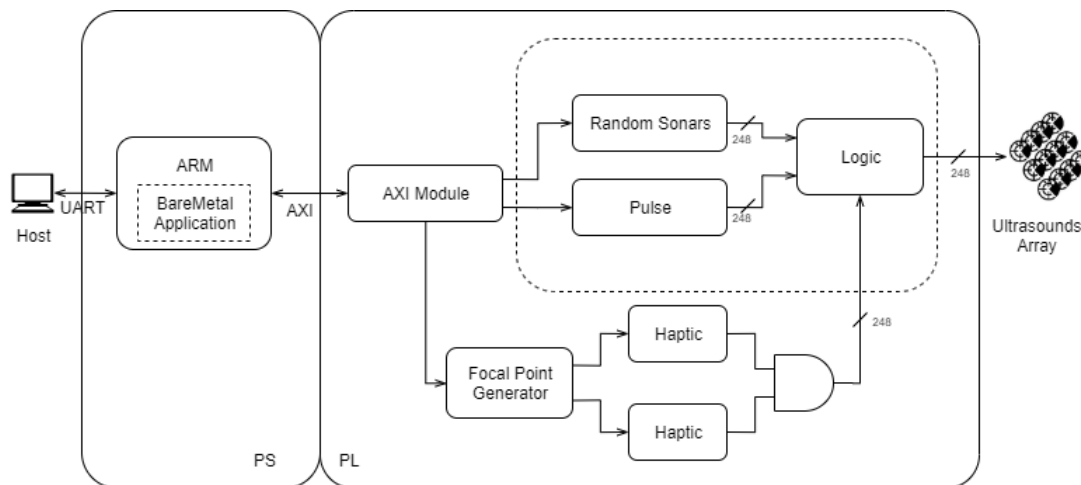 Random Sonars
248
Logic
ARM
BareMetal
Application
UART
Host
AXI
AXI Module
Pulse
248
248
Ultrasounds
Array
248
Haptic
Focal Point
Generator
Haptic
PS
PL